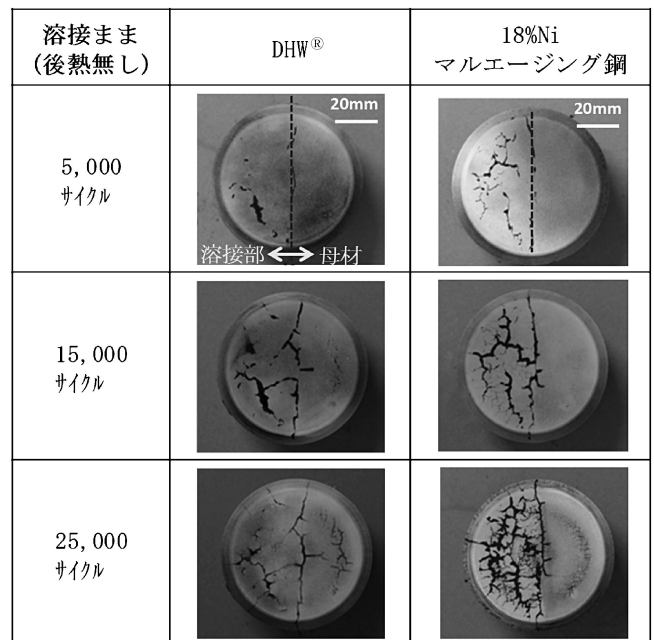 溶接まま
(後熱無し)
DHW®
18%Ni
マルエージング鋼
5,000
ｻｲｸﾙ
20mm
溶接部
母材
20mm
15,000
ｻｲｸﾙ
25,000
ｻｲｸﾙ